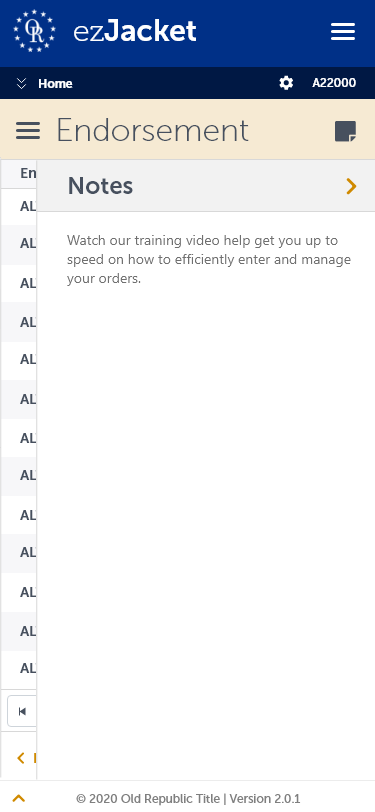 OR
ezJacket
Home
A22000
Endorsement
En
Notes
AL
AL
AL
AL
AL
AL
AL
AL
AL
AL
AL
AL
AL
Watch our training video help get you up to
speed on how to efficiently enter and manage
your orders.
© 2020 Old Republic Title | Version 2.0.1